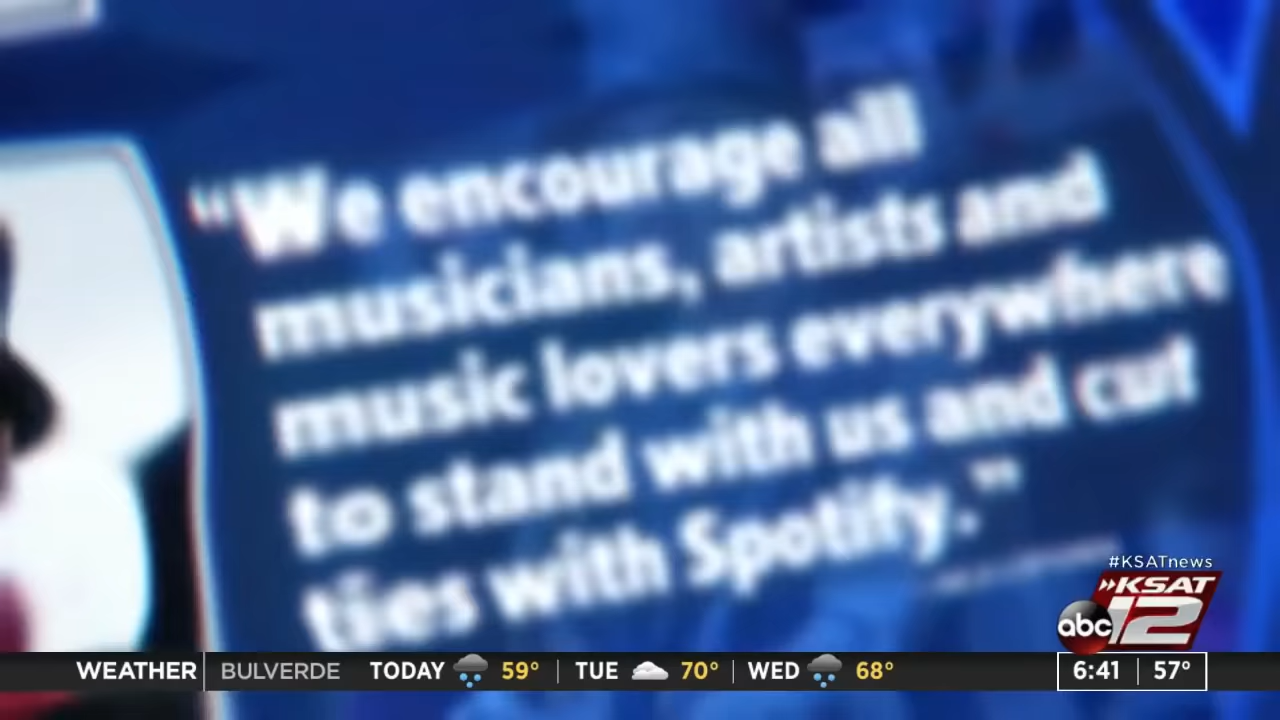 “We encourage all
musicians, artists and
music lovers everywhere
to stand with us and cut
ties with Spotify.”
#KSATnews
KSAT
abc 12
WEATHER BULVERDE TODAY 59° TUE 70° WED 68° 6:41 57°